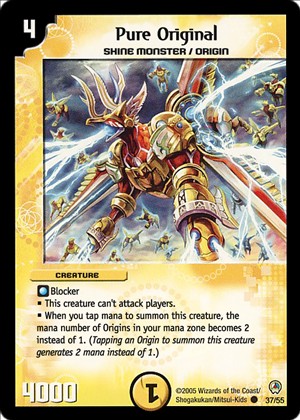 4
Pure Original
SHINE MONSTER / ORIGIN
CREATURE
Blocker
■ This creature can't attack players.
■ When you tap mana to summon this creature, the
mana number of Origins in your mana zone becomes 2
instead of 1. (Tapping an Origin to summon this creature
generates 2 mana instead of 1.)
4000
1
©2005 Wizards of the Coast/
Shogakukan/Mitsui-Kids ● 37/55